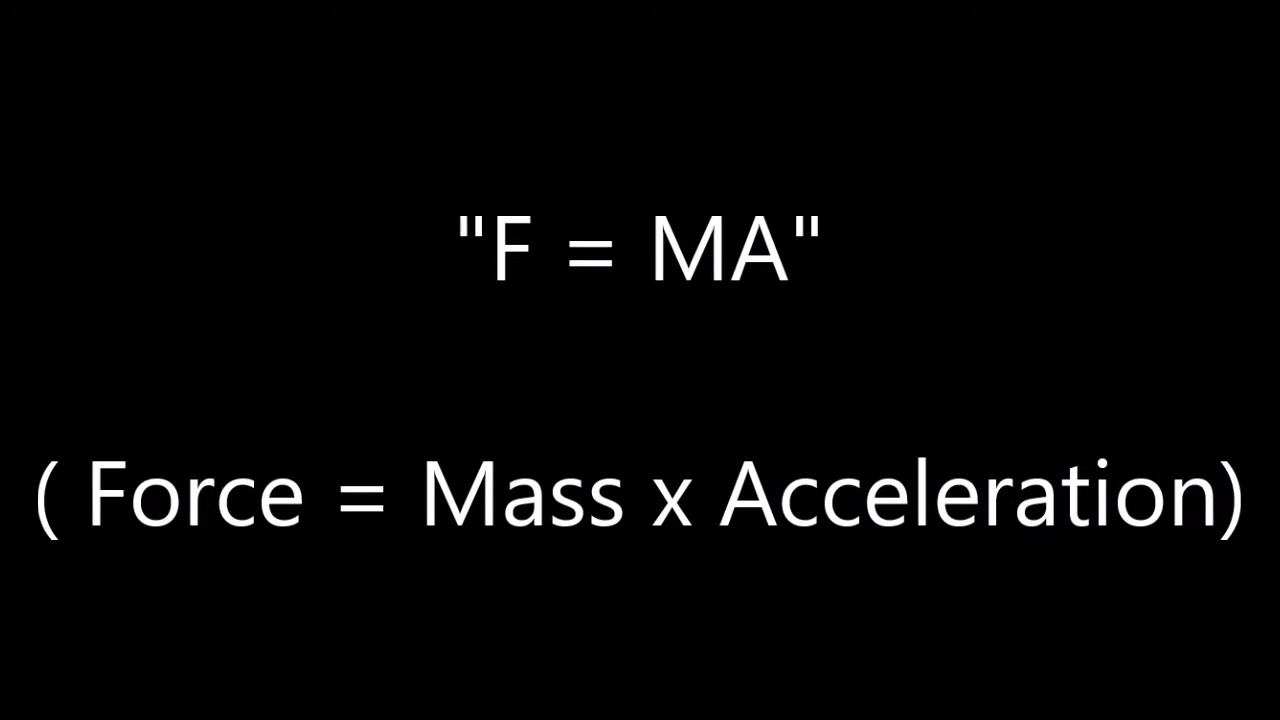 "F = MA"
( Force = Mass x Acceleration)